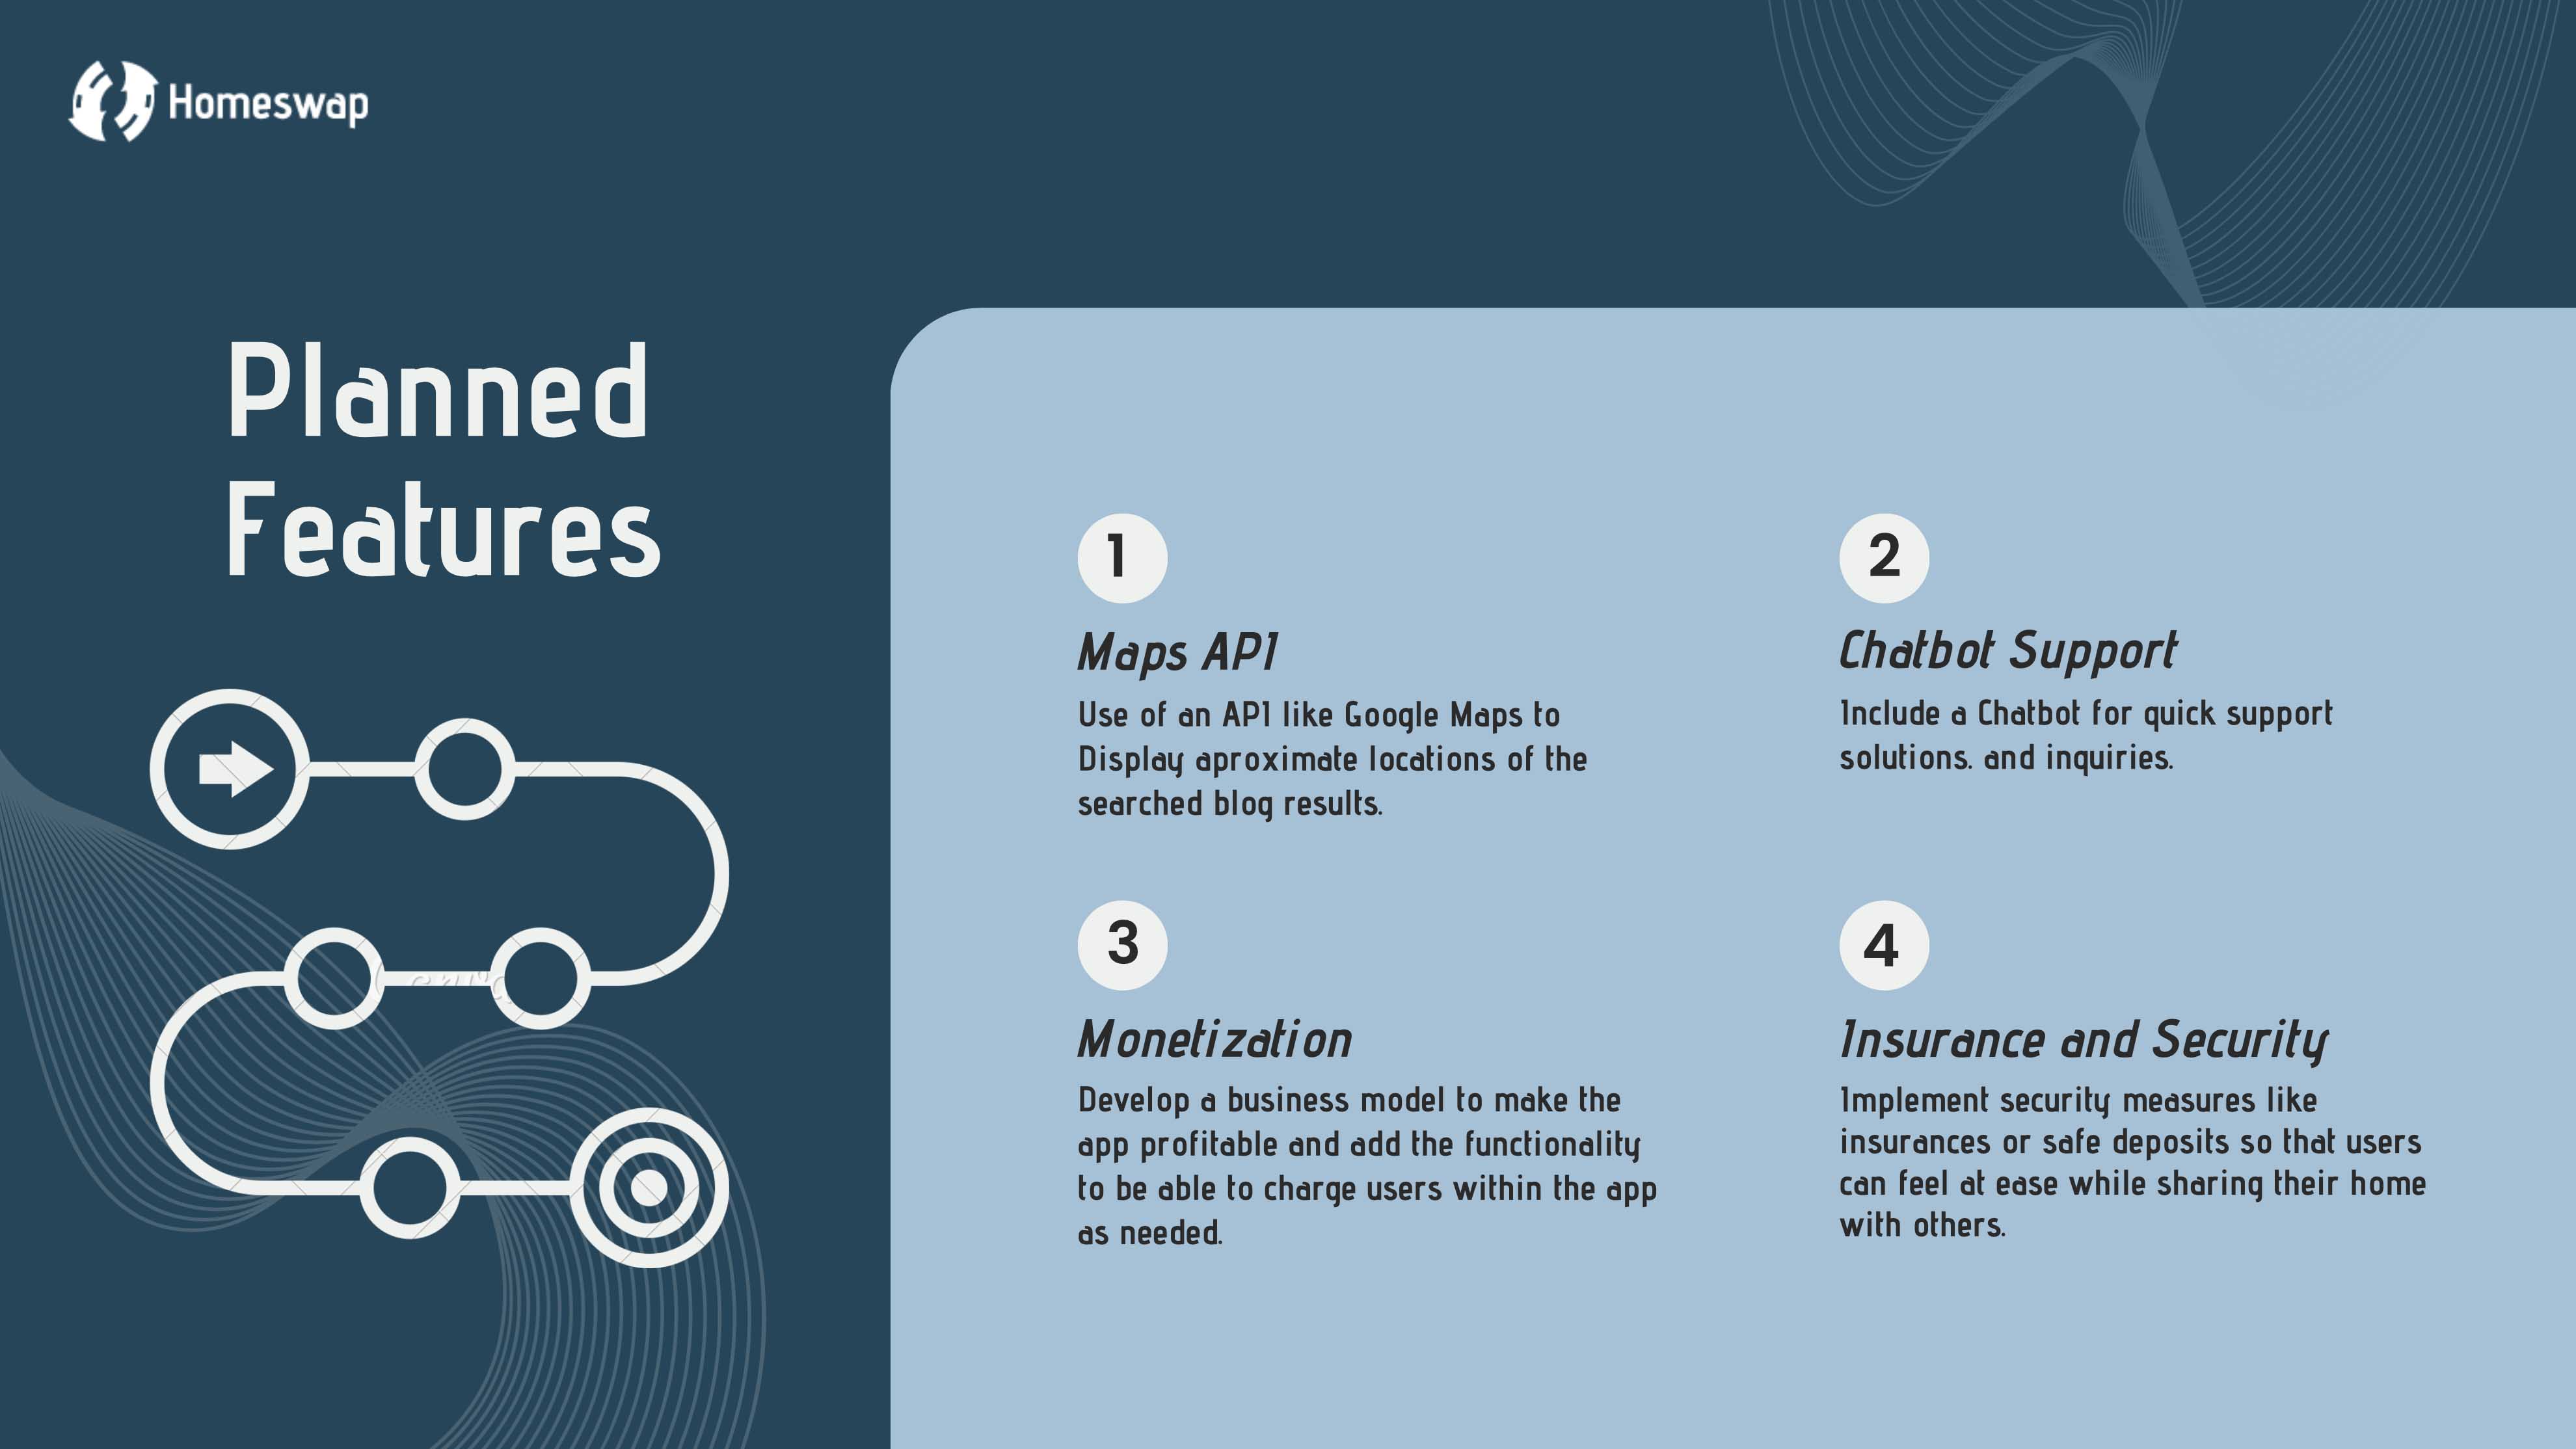 Homeswap
Planned
Features
1
Maps API
Use of an API like Google Maps to
Display aproximate locations of the
searched blog results.
2
Chatbot Support
Include a Chatbot for quick support
solutions. and inquiries.
3
Monetization
Develop a business model to make the
app profitable and add the functionality
to be able to charge users within the app
as needed.
4
Insurance and Security
Implement security measures like
insurances or safe deposits so that users
can feel at ease while sharing their home
with others.